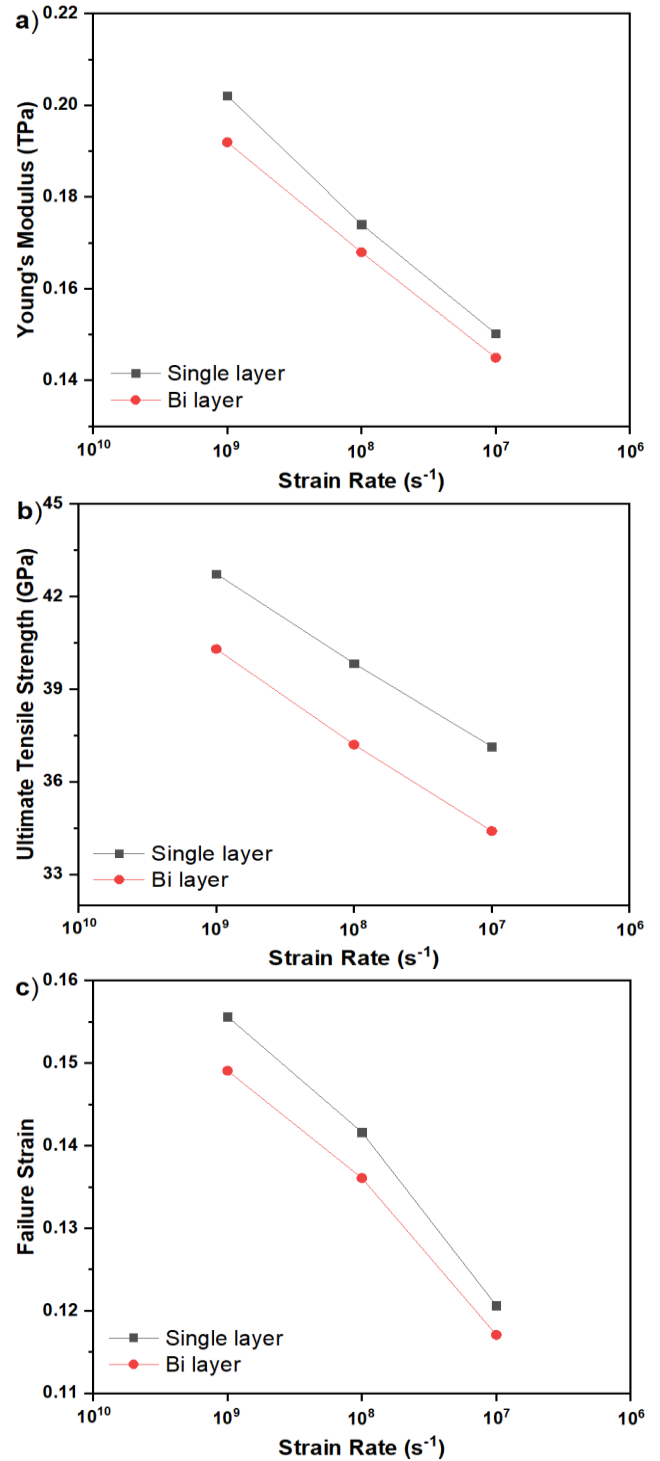 a)
Young's Modulus (TPa)
0.22
0.20
0.18
0.16
0.14
Single layer
Bi layer
10¹⁰ 10⁹ 10⁸ 10⁷ 10⁶
Strain Rate (s⁻¹)
b)
Ultimate Tensile Strength (GPa)
45
42
39
36
33
Single layer
Bi layer
10¹⁰ 10⁹ 10⁸ 10⁷ 10⁶
Strain Rate (s⁻¹)
c)
Failure Strain
0.16
0.15
0.14
0.13
0.12
0.11
Single layer
Bi layer
10¹⁰ 10⁹ 10⁸ 10⁷ 10⁶
Strain Rate (s⁻¹)